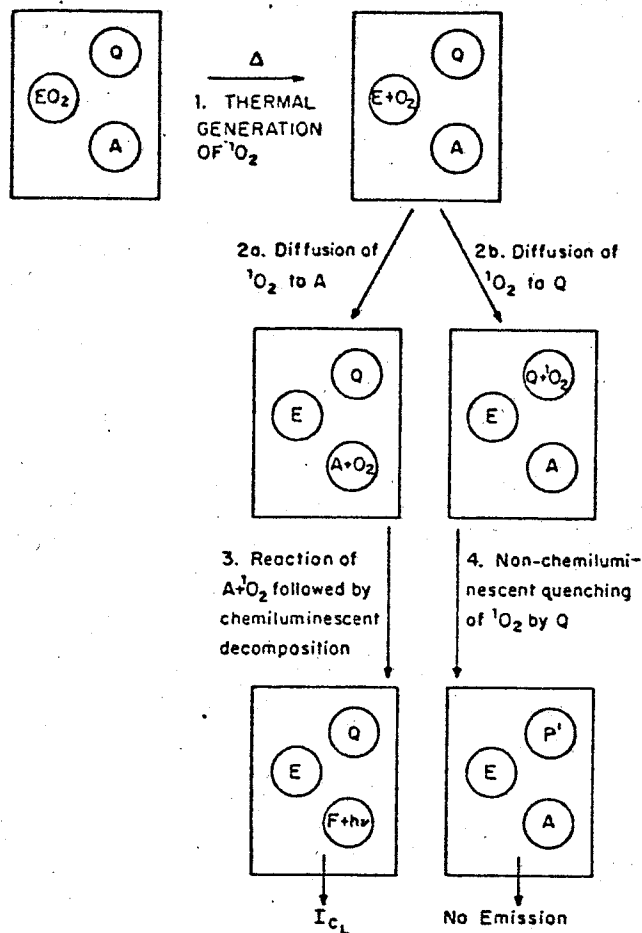 Q
EO₂
A
Δ
1. THERMAL
GENERATION
OF ¹O₂
Q
E+O₂
A
2a. Diffusion of
¹O₂ to A
2b. Diffusion of
¹O₂ to Q
Q
E
A+O₂
Q+¹O₂
E
A
3. Reaction of
A+¹O₂ followed by
chemiluminescent
decomposition
4. Non-chemilumi-
nescent quenching
of ¹O₂ by Q
Q
E
F+hν
P'
E
A
I_CL
No Emission